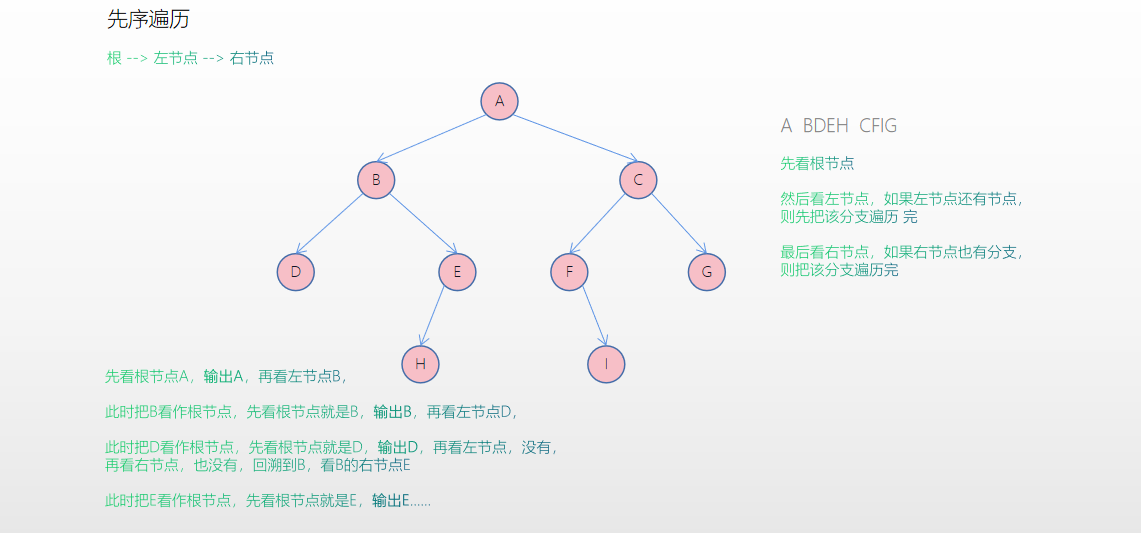 先序遍历
根 --> 左节点 --> 右节点
A
B
C
D
E
F
G
H
I
A BDEH CFIG
先看根节点
然后看左节点，如果左节点还有节点，
则先把该分支遍历 完
最后看右节点，如果右节点也有分支，
则把该分支遍历完
先看根节点A，输出A，再看左节点B，
此时把B看作根节点，先看根节点就是B，输出B，再看左节点D，
此时把D看作根节点，先看根节点就是D，输出D，再看左节点，没有，
再看右节点，也没有，回溯到B，看B的右节点E
此时把E看作根节点，先看根节点就是E，输出E......